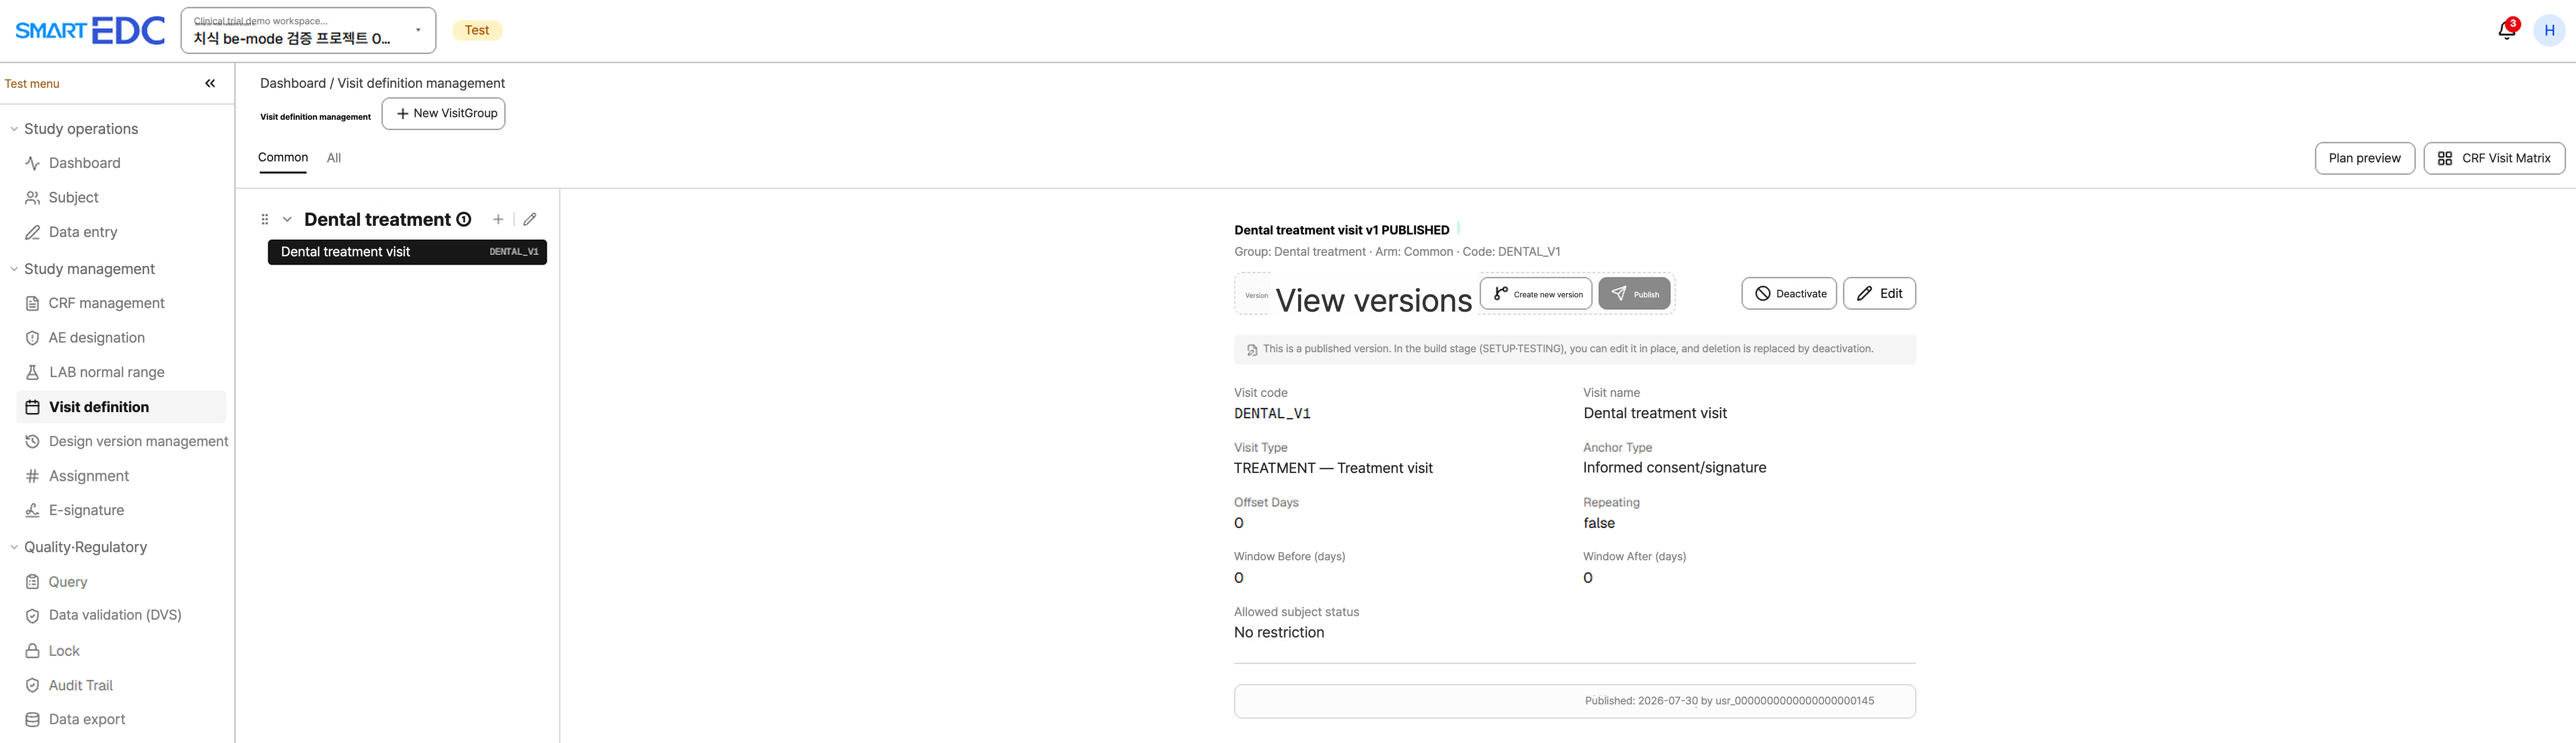 SMART EDC
Clinical trial demo workspace...
치식 be-mode 검증 프로젝트 0...
Test
3
H
Test menu
Study operations
Dashboard
Subject
Data entry
Study management
CRF management
AE designation
LAB normal range
Visit definition
Design version management
Assignment
E-signature
Quality·Regulatory
Query
Data validation (DVS)
Lock
Audit Trail
Data export
Dashboard / Visit definition management
Visit definition management
New VisitGroup
Common
All
Plan preview
CRF Visit Matrix
Dental treatment 1
Dental treatment visit
DENTAL_V1
Dental treatment visit v1 PUBLISHED
Group: Dental treatment · Arm: Common · Code: DENTAL_V1
Version
View versions
Create new version
Publish
Deactivate
Edit
This is a published version. In the build stage (SETUP·TESTING), you can edit it in place, and deletion is replaced by deactivation.
Visit code
DENTAL_V1
Visit name
Dental treatment visit
Visit Type
TREATMENT — Treatment visit
Anchor Type
Informed consent/signature
Offset Days
0
Repeating
false
Window Before (days)
0
Window After (days)
0
Allowed subject status
No restriction
Published: 2026-07-30 by usr_0000000000000000000145